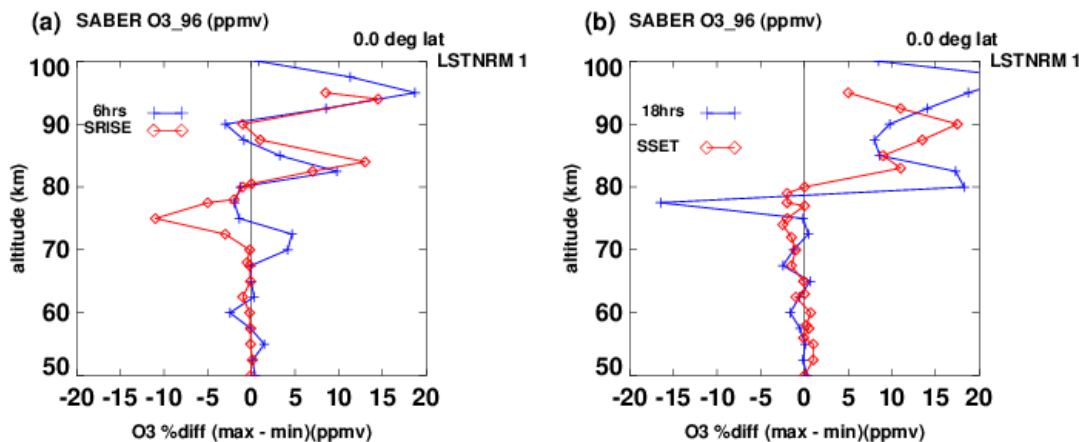 (a) SABER O3_96 (ppmv)
0.0 deg lat
LSTNRM 1
100
90
80
70
60
50
altitude (km)
6hrs
SRISE
-20 -15 -10 -5 0 5 10 15 20
O3 %diff (max - min)(ppmv)
(b) SABER O3_96 (ppmv)
0.0 deg lat
LSTNRM 1
100
90
80
70
60
50
altitude (km)
18hrs
SSET
-20 -15 -10 -5 0 5 10 15 20
O3 %diff (max - min)(ppmv)